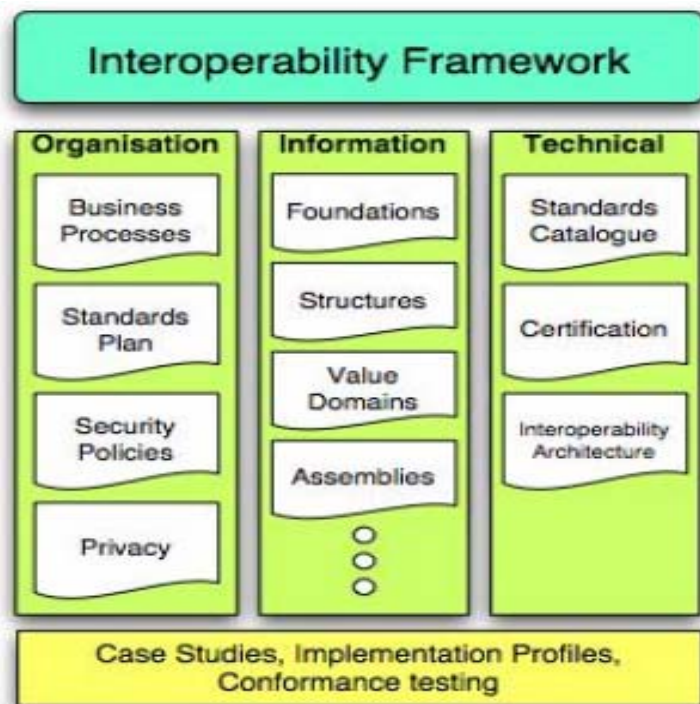 Interoperability Framework
Organisation
Business
Processes
Standards
Plan
Security
Policies
Privacy
Information
Foundations
Structures
Value
Domains
Assemblies
Technical
Standards
Catalogue
Certification
Interoperability
Architecture
Case Studies, Implementation Profiles,
Conformance testing